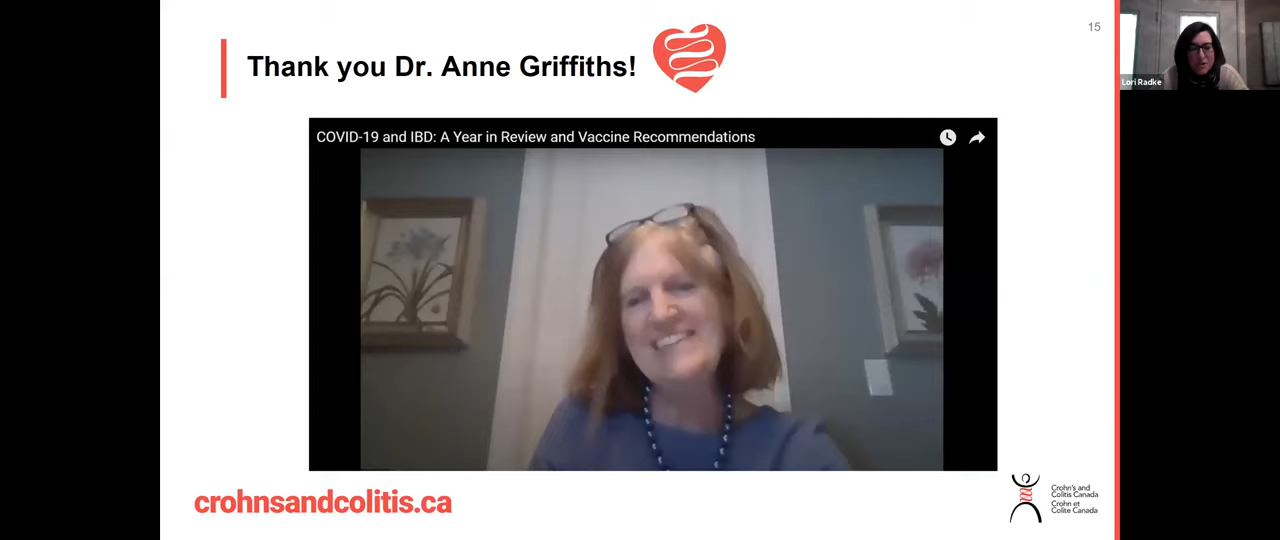 15
Thank you Dr. Anne Griffiths!
Lori Radke
COVID-19 and IBD: A Year in Review and Vaccine Recommendations
crohnsandcolitis.ca
Crohn's and
Colitis Canada
Crohn et
Colite Canada